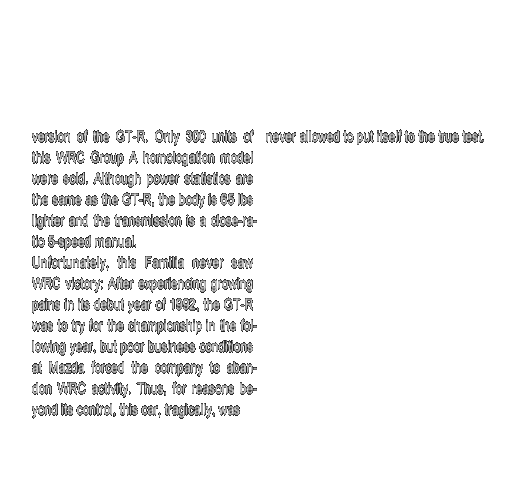 version of the GT-R. Only 300 units of
this WRC Group A homologation model
were sold. Although power statistics are
the same as the GT-R, the body is 65 lbs
lighter and the transmission is a close-ra-
tio 5-speed manual.
Unfortunately, this Familia never saw
WRC victory: After experiencing growing
pains in its debut year of 1992, the GT-R
was to try for the championship in the fol-
lowing year, but poor business conditions
at Mazda forced the company to aban-
don WRC activity. Thus, for reasons be-
yond its control, this car, tragically, was
never allowed to put itself to the true test.